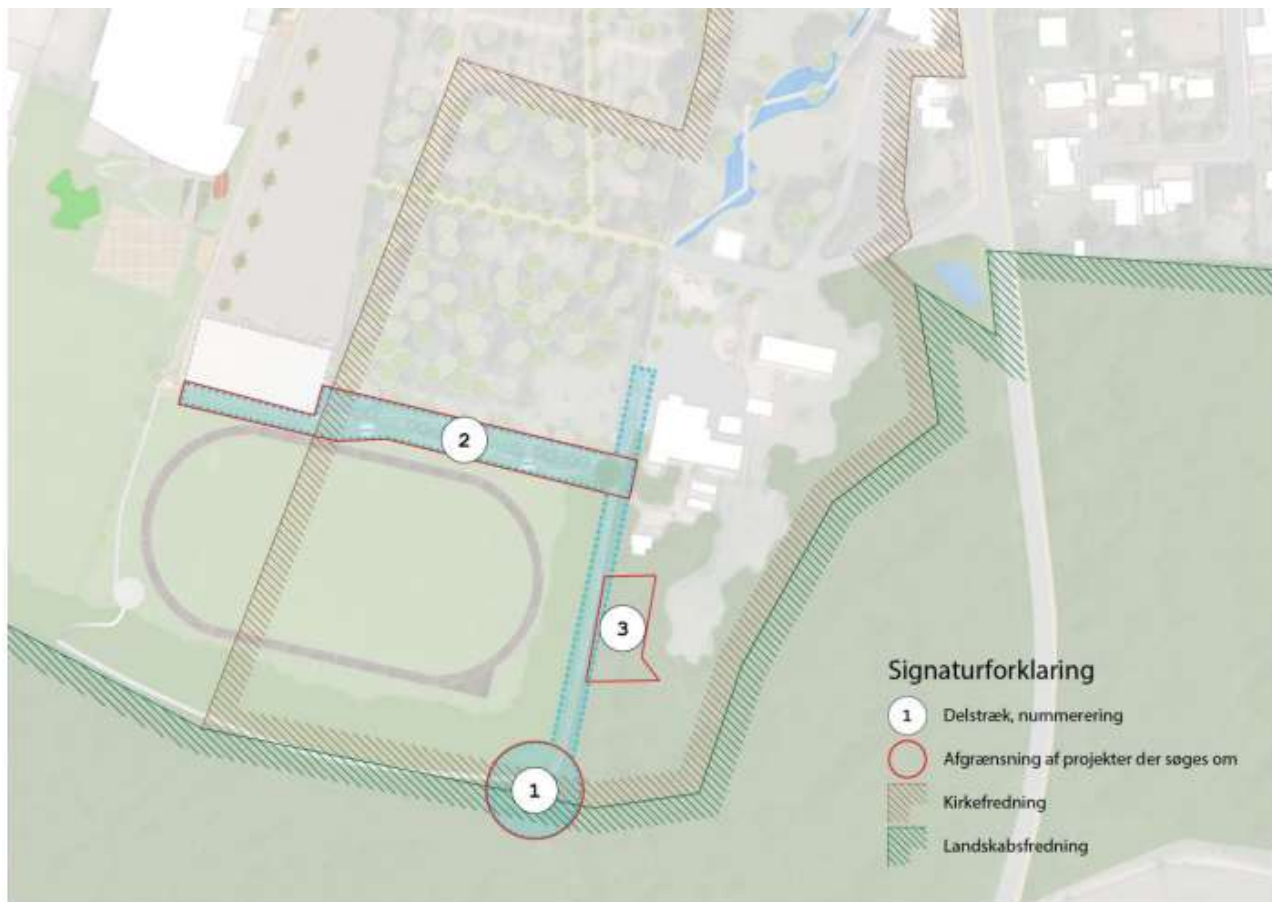 2
3
1
Signaturforklaring
1 Delstræk, nummerering
Afgrænsning af projekter der søges om
Kirkefredning
Landskabsfredning